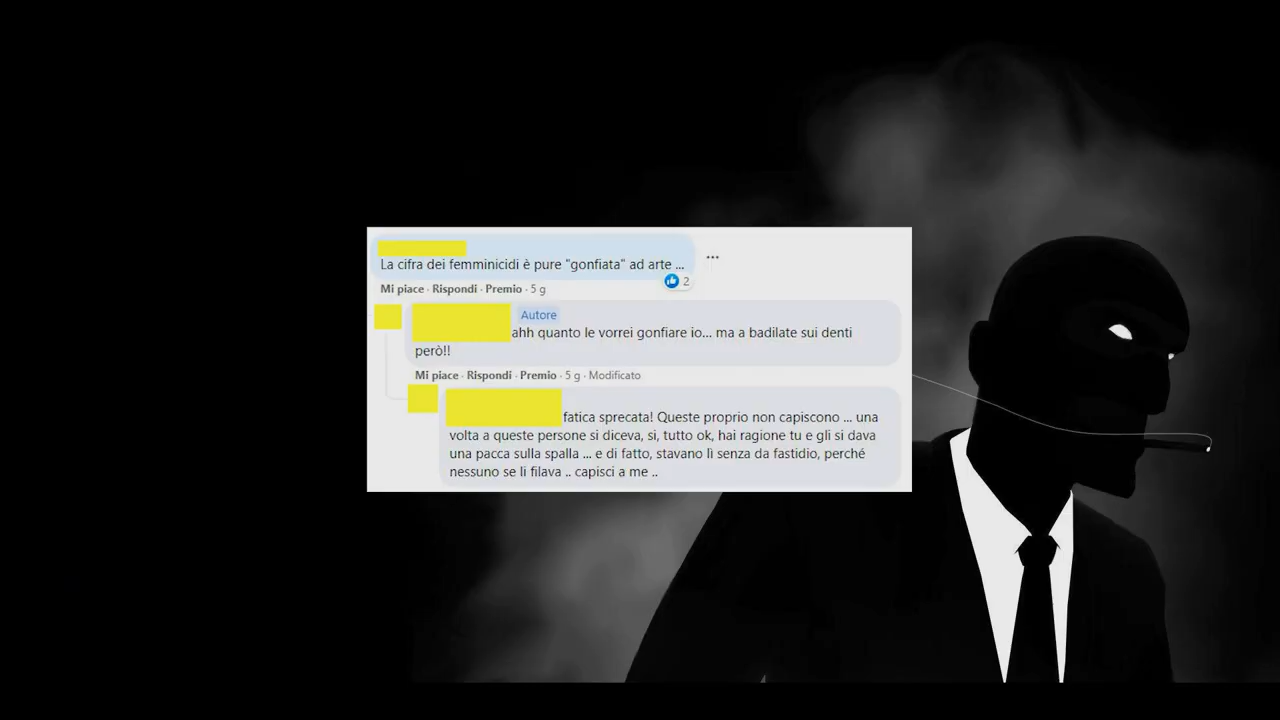 La cifra dei femminicidi è pure "gonfiata" ad arte ...
2
Mi piace · Rispondi · Premio · 5 g
Autore
ahh quanto le vorrei gonfiare io... ma a badilate sui denti
però!!
Mi piace · Rispondi · Premio · 5 g · Modificato
fatica sprecata! Queste proprio non capiscono ... una
volta a queste persone si diceva, si, tutto ok, hai ragione tu e gli si dava
una pacca sulla spalla ... e di fatto, stavano lì senza da fastidio, perché
nessuno se li filava .. capisci a me ..